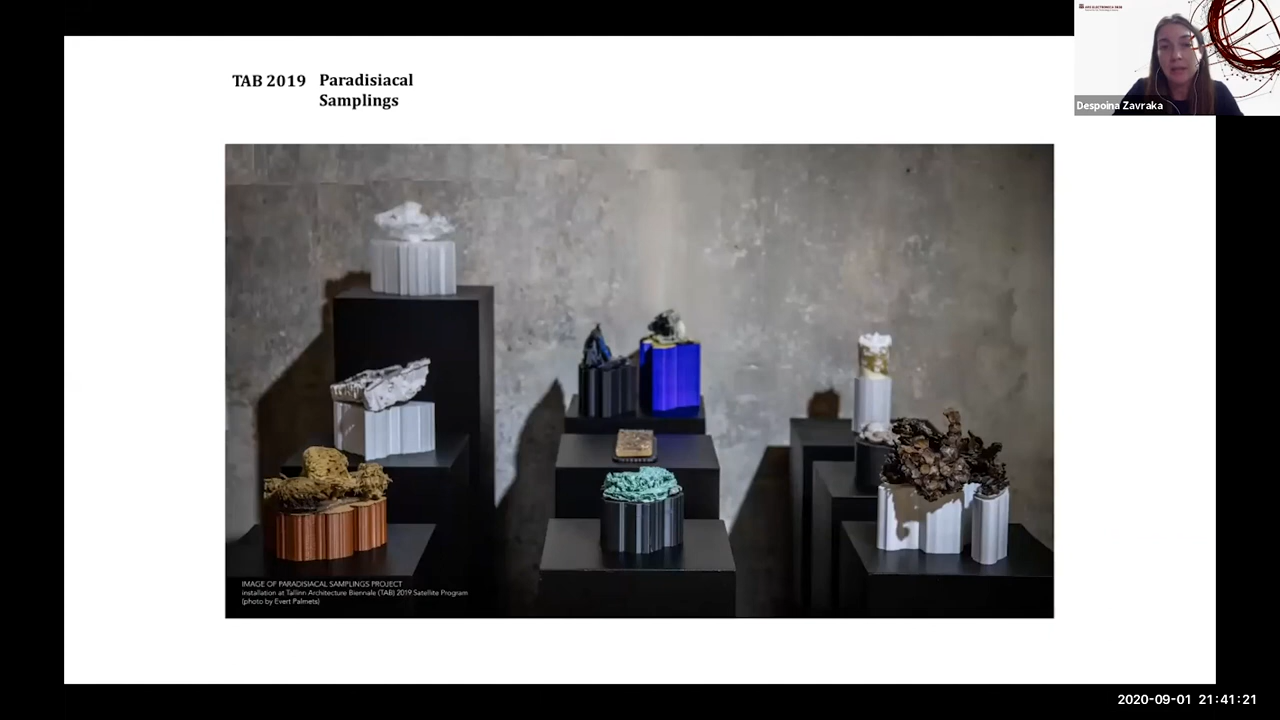 TAB 2019 Paradisiacal
Samplings
Despoina Zavraka
IMAGE OF PARADISIACAL SAMPLINGS PROJECT
installation at Tallinn Architecture Biennale (TAB) 2019 Satellite Program
(photo by Evert Palmets)
2020-09-01 21:41:21